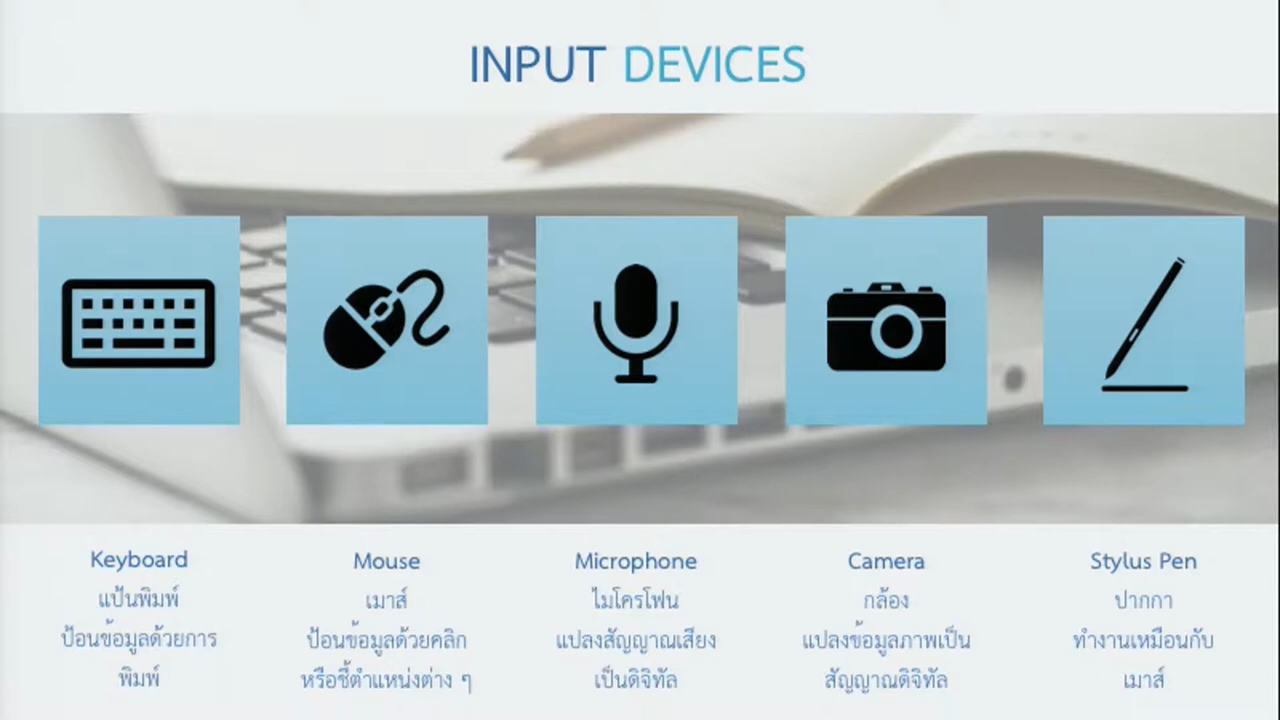 INPUT DEVICES
Keyboard
แป้นพิมพ์
ป้อนข้อมูลด้วยการ
พิมพ์
Mouse
เมาส์
ป้อนข้อมูลด้วยคลิก
หรือชี้ตำแหน่งต่าง ๆ
Microphone
ไมโครโฟน
แปลงสัญญาณเสียง
เป็นดิจิทัล
Camera
กล้อง
แปลงข้อมูลภาพเป็น
สัญญาณดิจิทัล
Stylus Pen
ปากกา
ทำงานเหมือนกับ
เมาส์